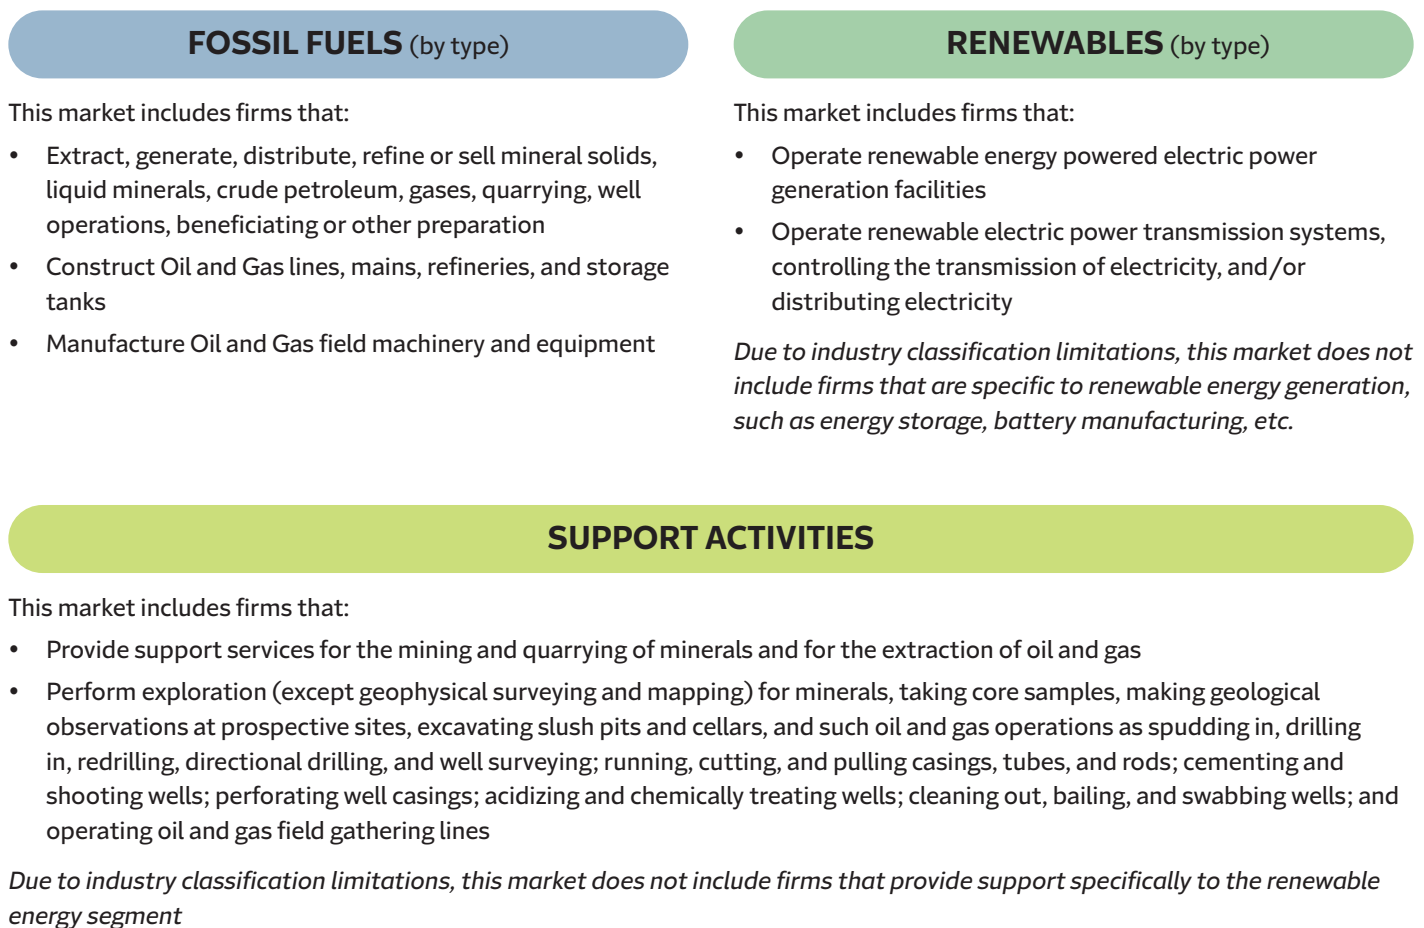 FOSSIL FUELS (by type)
This market includes firms that:
• Extract, generate, distribute, refine or sell mineral solids,
liquid minerals, crude petroleum, gases, quarrying, well
operations, beneficiating or other preparation
• Construct Oil and Gas lines, mains, refineries, and storage
tanks
• Manufacture Oil and Gas field machinery and equipment
RENEWABLES (by type)
This market includes firms that:
• Operate renewable energy powered electric power
generation facilities
• Operate renewable electric power transmission systems,
controlling the transmission of electricity, and/or
distributing electricity
Due to industry classification limitations, this market does not
include firms that are specific to renewable energy generation,
such as energy storage, battery manufacturing, etc.
SUPPORT ACTIVITIES
This market includes firms that:
• Provide support services for the mining and quarrying of minerals and for the extraction of oil and gas
• Perform exploration (except geophysical surveying and mapping) for minerals, taking core samples, making geological
observations at prospective sites, excavating slush pits and cellars, and such oil and gas operations as spudding in, drilling
in, redrilling, directional drilling, and well surveying; running, cutting, and pulling casings, tubes, and rods; cementing and
shooting wells; perforating well casings; acidizing and chemically treating wells; cleaning out, bailing, and swabbing wells; and
operating oil and gas field gathering lines
Due to industry classification limitations, this market does not include firms that provide support specifically to the renewable
energy segment